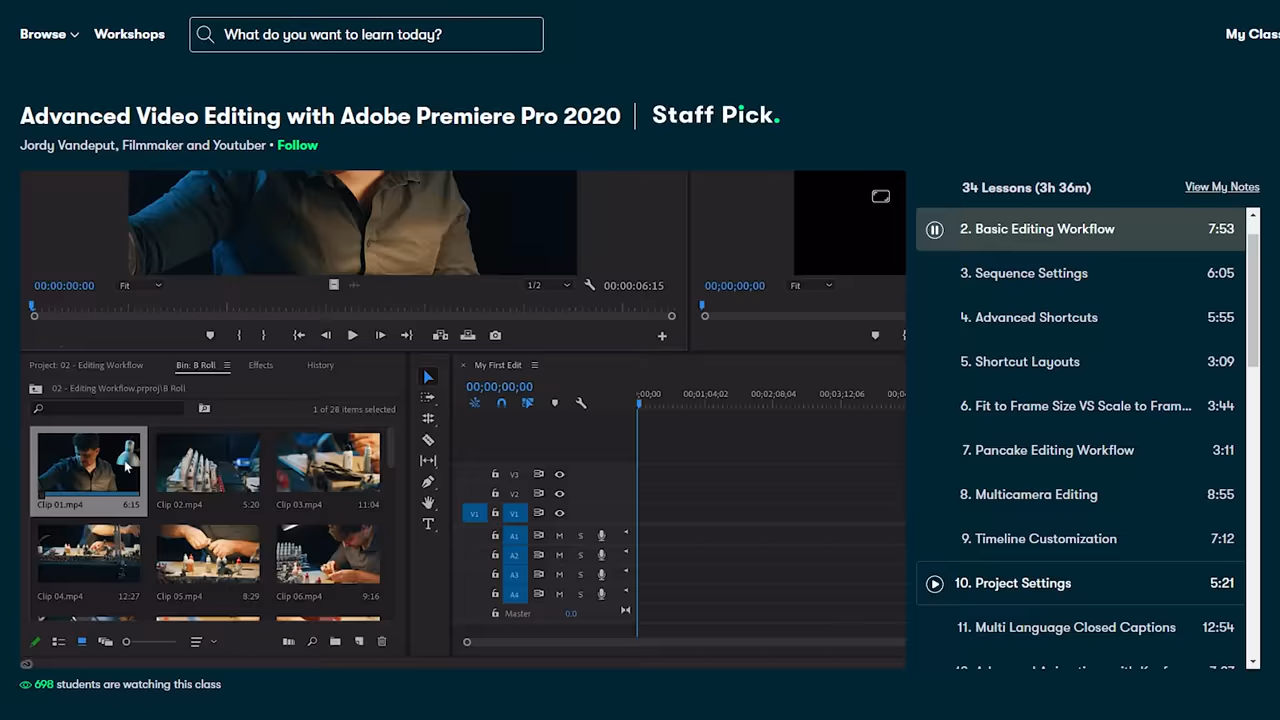 Browse Workshops What do you want to learn today? My Clas
Advanced Video Editing with Adobe Premiere Pro 2020 | Staff Pick.
Jordy Vandeput, Filmmaker and Youtuber • Follow
34 Lessons (3h 36m) View My Notes
2. Basic Editing Workflow 7:53
3. Sequence Settings 6:05
4. Advanced Shortcuts 5:55
5. Shortcut Layouts 3:09
6. Fit to Frame Size VS Scale to Fram... 3:44
7. Pancake Editing Workflow 3:11
8. Multicamera Editing 8:55
9. Timeline Customization 7:12
10. Project Settings 5:21
11. Multi Language Closed Captions 12:54
00:00:00:00 Fit 1/2 00:00:06:15 00;00;00;00 Fit
Project: 02 - Editing Workflow Bin: B Roll Effects History
02 - Editing Workflow.prproj\B Roll
1 of 26 items selected
Clip 01.mp4 6:15 Clip 02.mp4 5:20 Clip 03.mp4 11:04
Clip 04.mp4 12:27 Clip 05.mp4 8:29 Clip 06.mp4 9:16
× My First Edit
00;00;00;00
;00;00 00;01;04;02 00;02;08;04 00;03;12;06 00;0
V3
V2
V1 V1
A1 M S
A2 M S
A3 M S
A4 M S
Master 0.0
698 students are watching this class